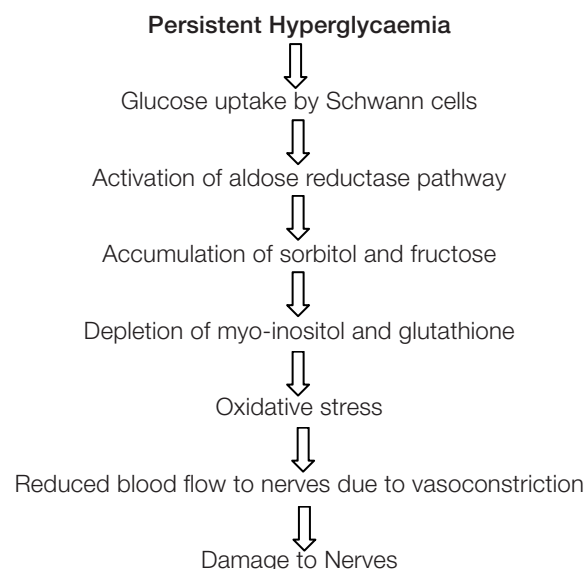 Persistent Hyperglycaemia
Glucose uptake by Schwann cells
Activation of aldose reductase pathway
Accumulation of sorbitol and fructose
Depletion of myo-inositol and glutathione
Oxidative stress
Reduced blood flow to nerves due to vasoconstriction
Damage to Nerves